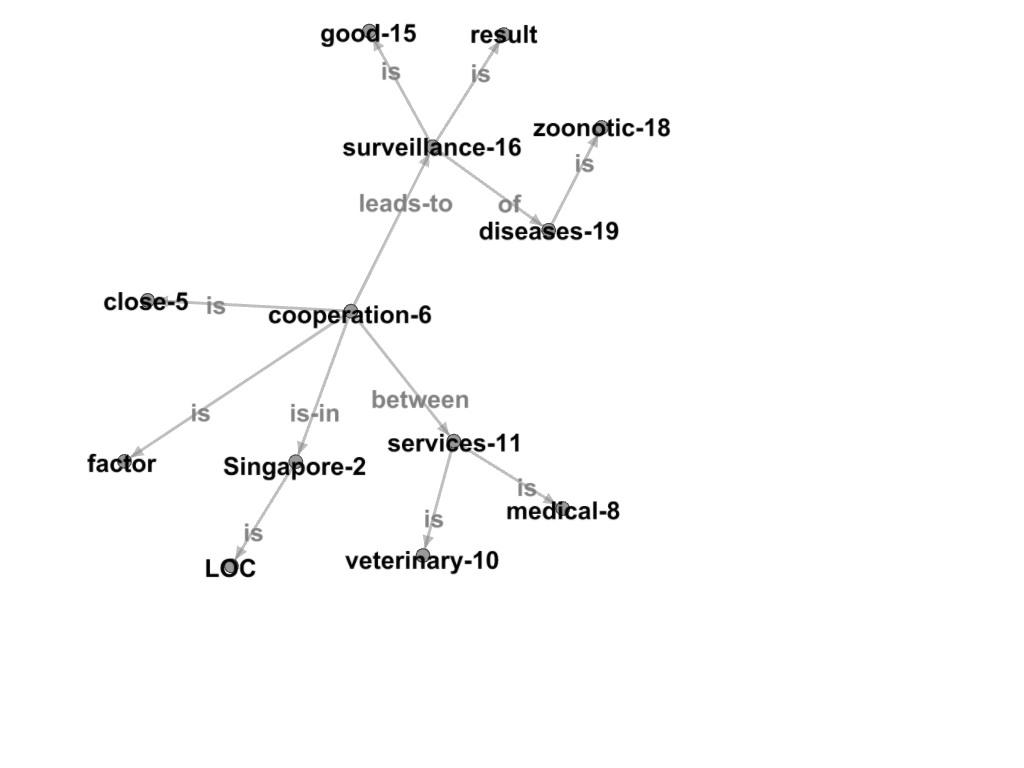 good-15
result
is
is
zoonotic-18
surveillance-16
is
leads-to
of
diseases-19
close-5
is
cooperation-6
between
is
is-in
services-11
factor
Singapore-2
is
medical-8
is
is
veterinary-10
LOC